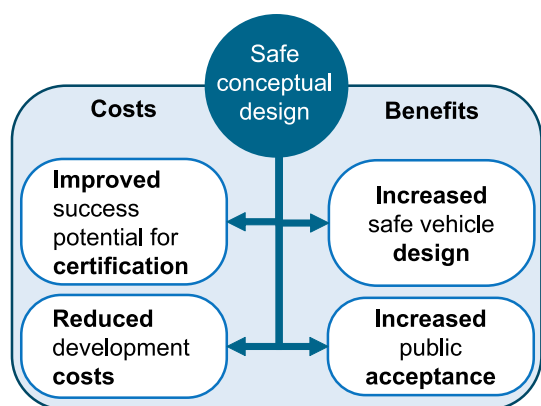 Safe
conceptual
design
Costs
Benefits
Improved
success
potential for
certification
Increased
safe vehicle
design
Reduced
development
costs
Increased
public
acceptance